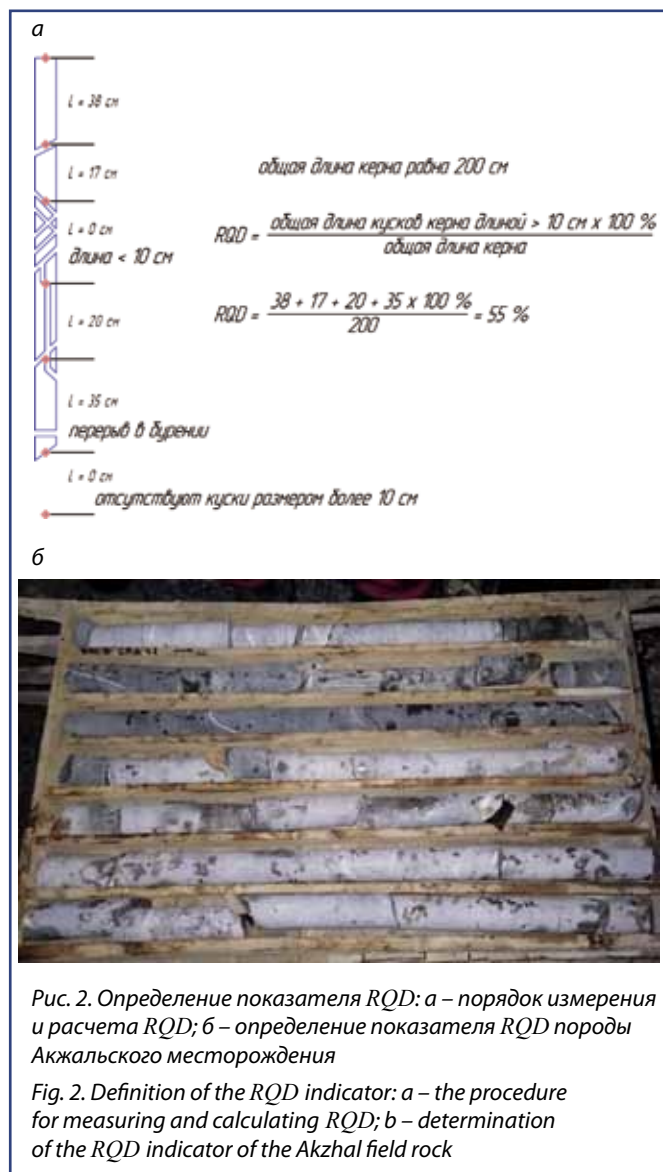 а
L = 38 см
L = 17 см
L = 0 см
длина < 10 см
L = 20 см
L = 35 см
перерыв в бурении
L = 0 см
отсутствуют куски размером более 10 см
общая длина керна равна 200 см
RQD = общая длина кусков керна длиной > 10 см x 100 %
общая длина керна
RQD = 38 + 17 + 20 + 35 x 100 %
200
= 55 %
б
Рис. 2. Определение показателя RQD: а – порядок измерения
и расчета RQD; б – определение показателя RQD породы
Акжальского месторождения
Fig. 2. Definition of the RQD indicator: a – the procedure
for measuring and calculating RQD; b – determination
of the RQD indicator of the Akzhal field rock